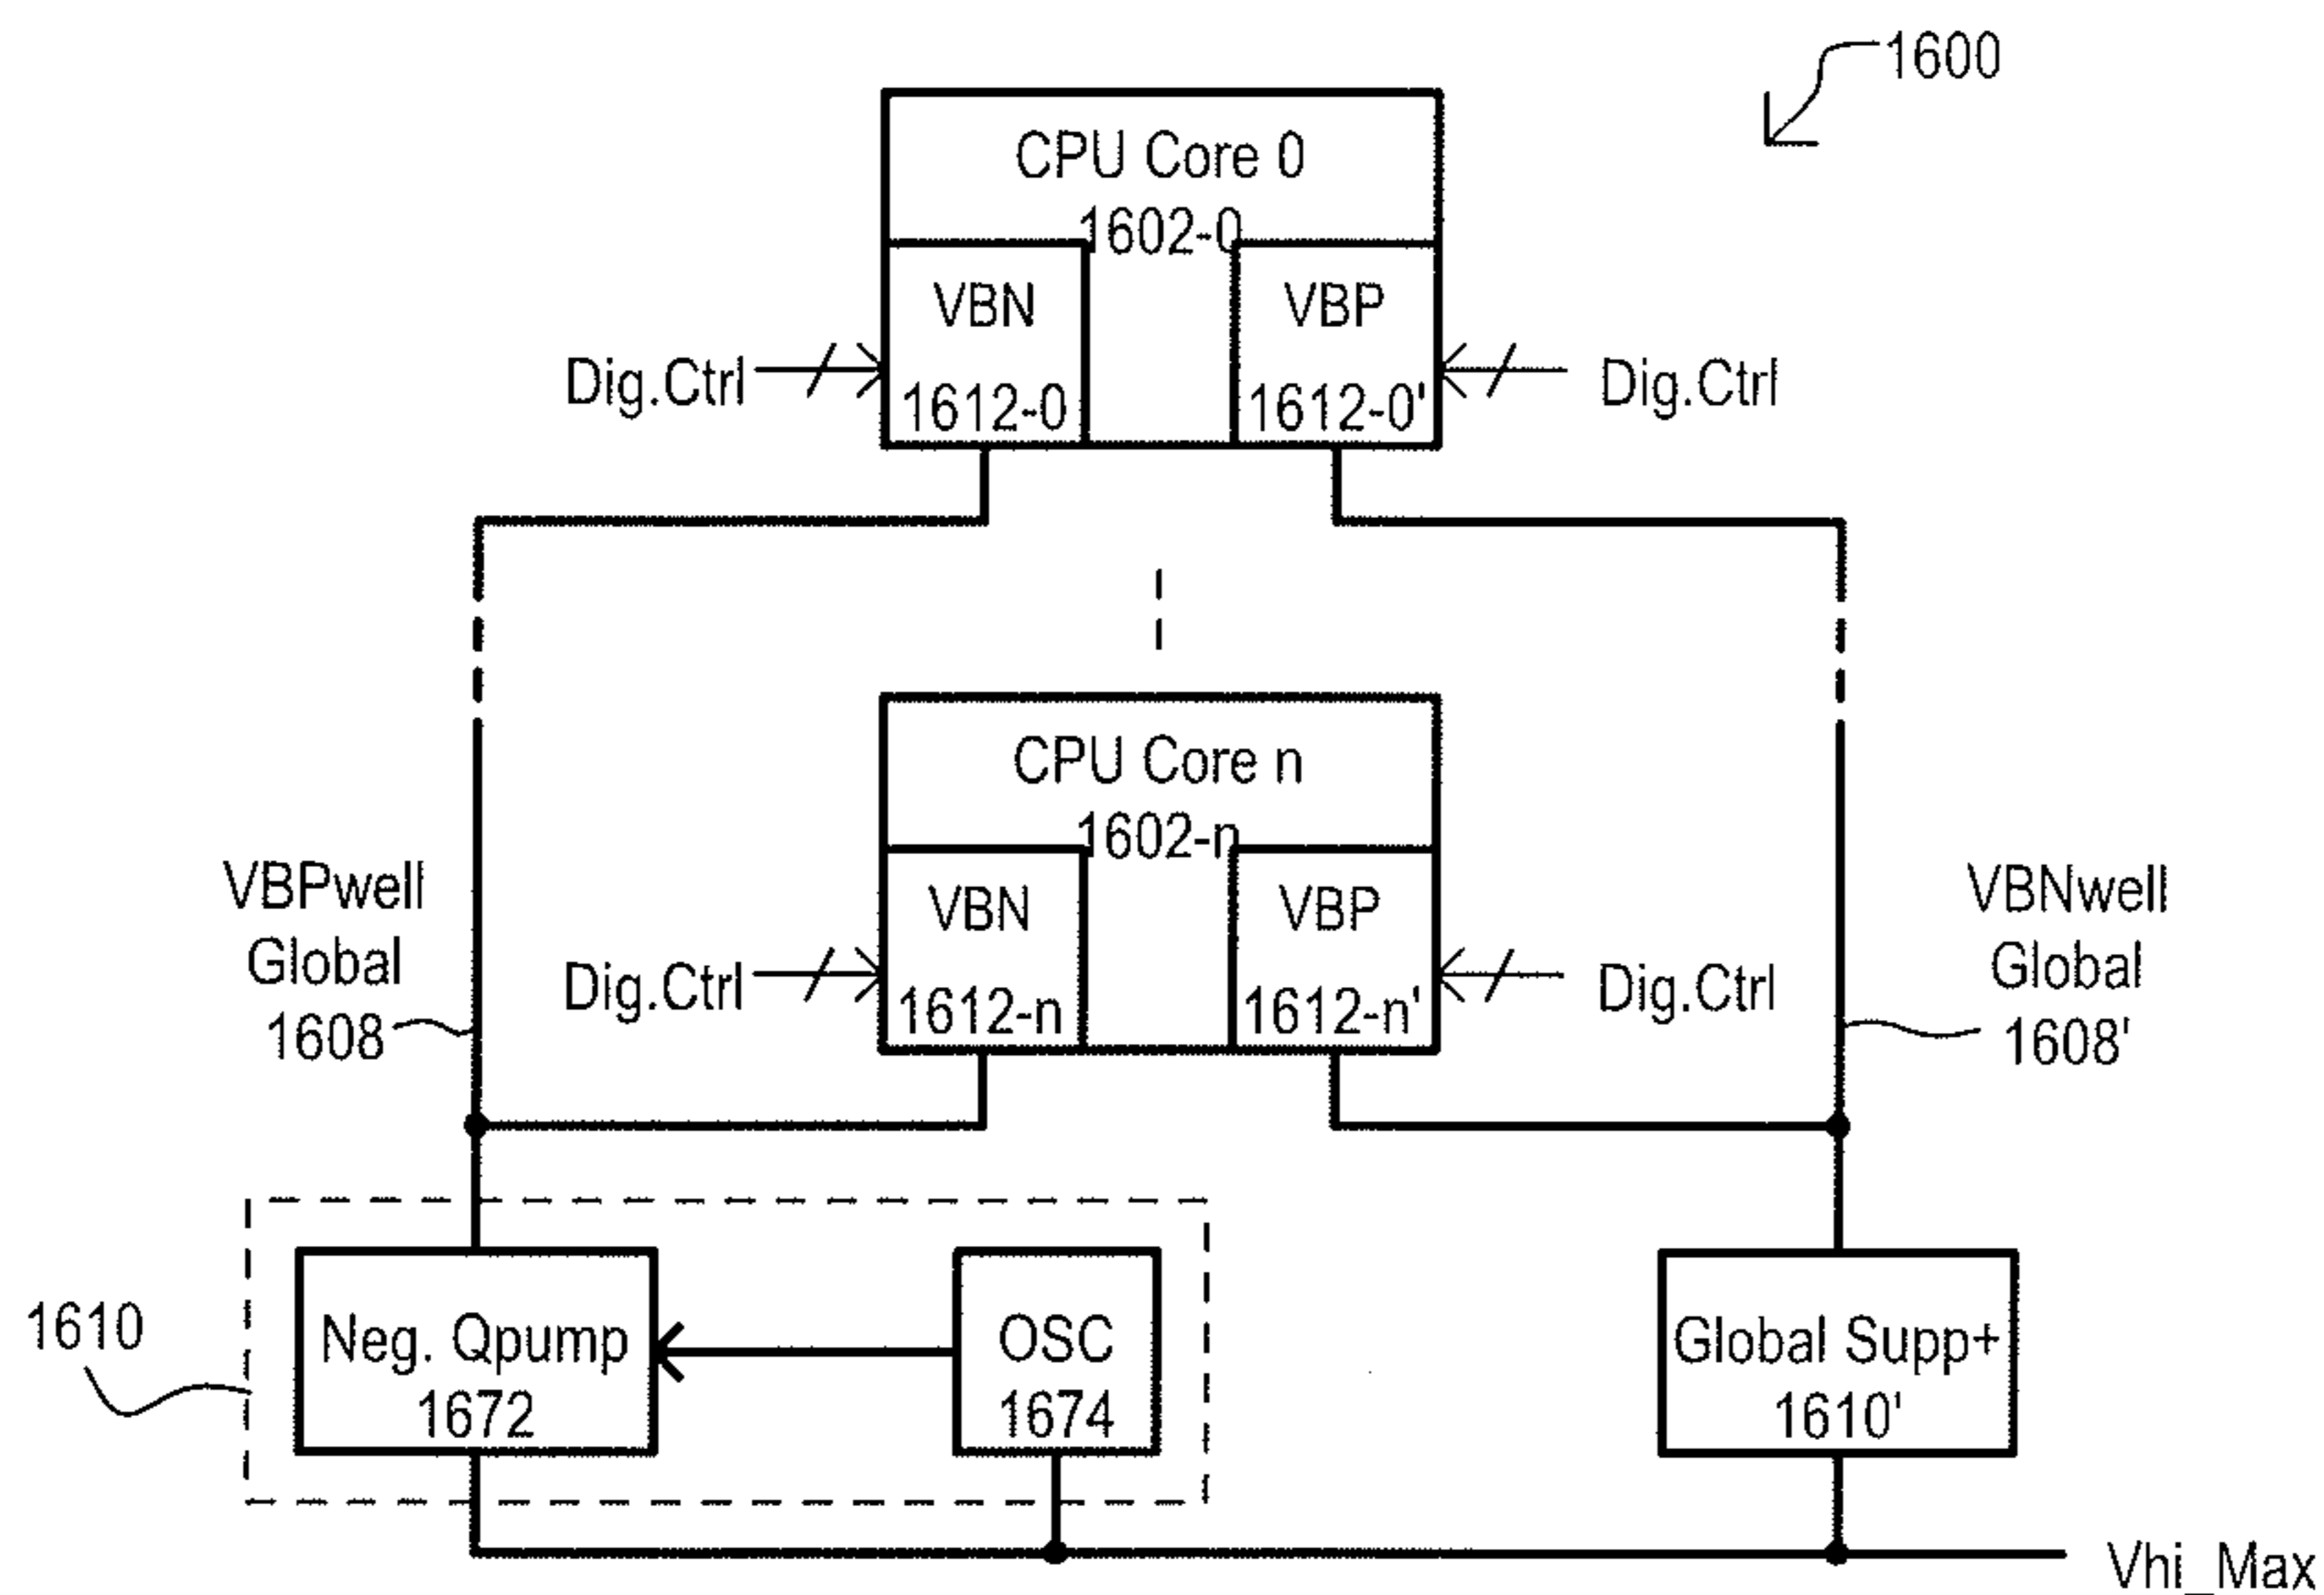 1600
CPU Core 0
1602-0
VBN
1612-0
VBP
1612-0'
Dig.Ctrl
Dig.Ctrl
CPU Core n
1602-n
VBN
1612-n
VBP
1612-n'
Dig.Ctrl
Dig.Ctrl
VBPwell
Global
1608
VBNwell
Global
1608'
1610
Neg. Qpump
1672
OSC
1674
Global Supp+
1610'
Vhi_Max